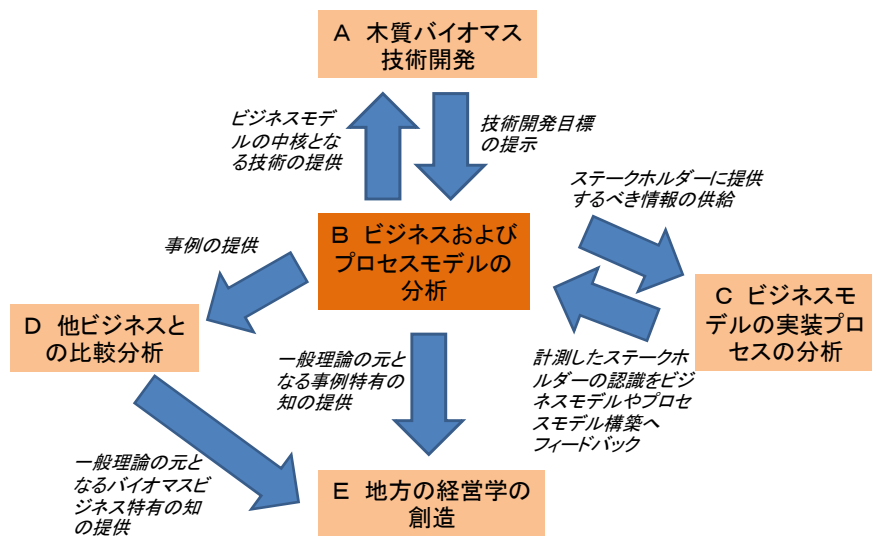 A 木質バイオマス
技術開発
ビジネスモデ
ルの中核とな
る技術の提供
技術開発目標
の提示
ステークホルダーに提供
するべき情報の供給
事例の提供
B ビジネスおよび
プロセスモデルの
分析
C ビジネスモ
デルの実装プロ
セスの分析
D 他ビジネスと
の比較分析
一般理論の元と
なる事例特有の
知の提供
計測したステークホ
ルダーの認識をビジ
ネスモデルやプロセ
スモデル構築へ
フィードバック
一般理論の元と
なるバイオマスビ
ジネス特有の知
の提供
E 地方の経営学の
創造